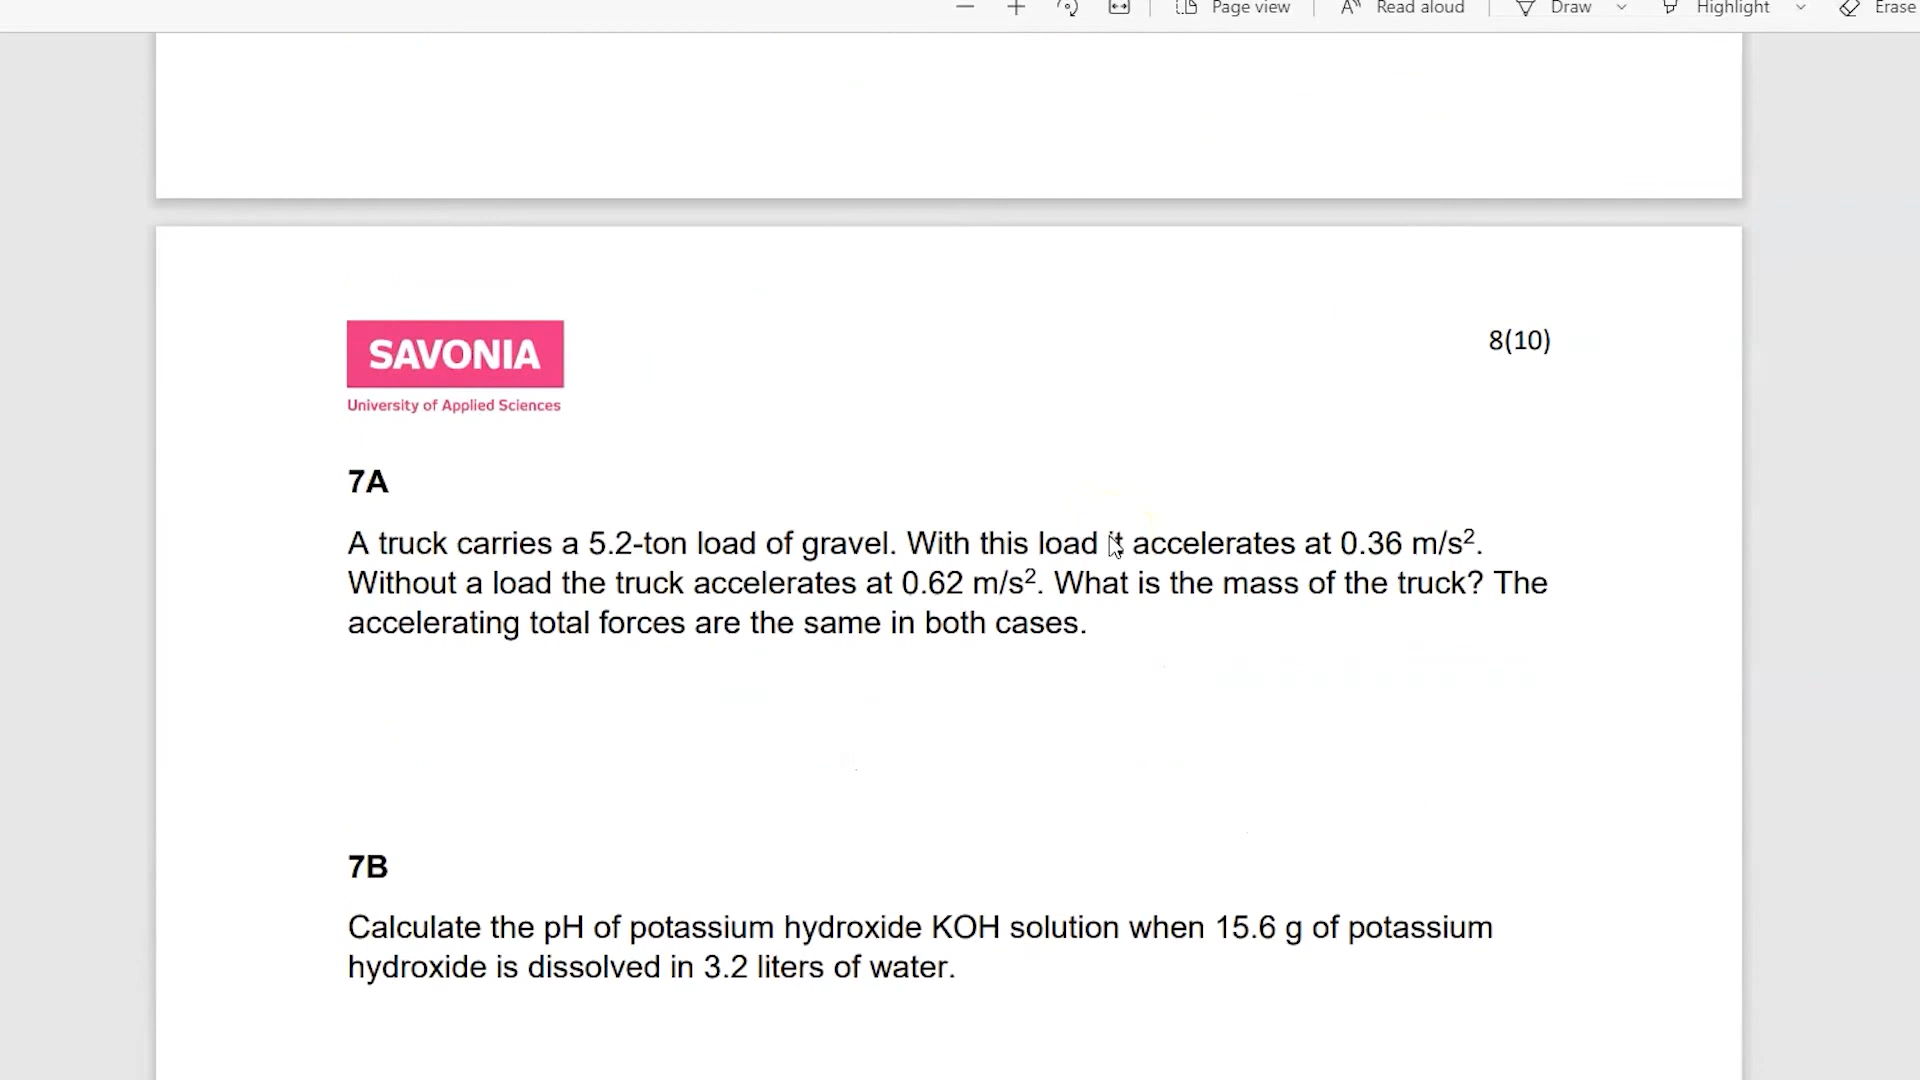 Page view
Read aloud
Draw
Highlight
Erase
SAVONIA
University of Applied Sciences
8(10)
7A
A truck carries a 5.2-ton load of gravel. With this load it accelerates at 0.36 m/s².
Without a load the truck accelerates at 0.62 m/s². What is the mass of the truck? The
accelerating total forces are the same in both cases.
7B
Calculate the pH of potassium hydroxide KOH solution when 15.6 g of potassium
hydroxide is dissolved in 3.2 liters of water.